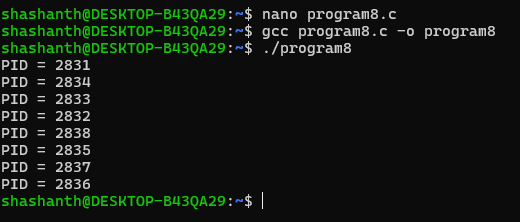 shashanth@DESKTOP-B43QA29:~$ nano program8.c
shashanth@DESKTOP-B43QA29:~$ gcc program8.c -o program8
shashanth@DESKTOP-B43QA29:~$ ./program8
PID = 2831
PID = 2834
PID = 2833
PID = 2832
PID = 2838
PID = 2835
PID = 2837
PID = 2836
shashanth@DESKTOP-B43QA29:~$